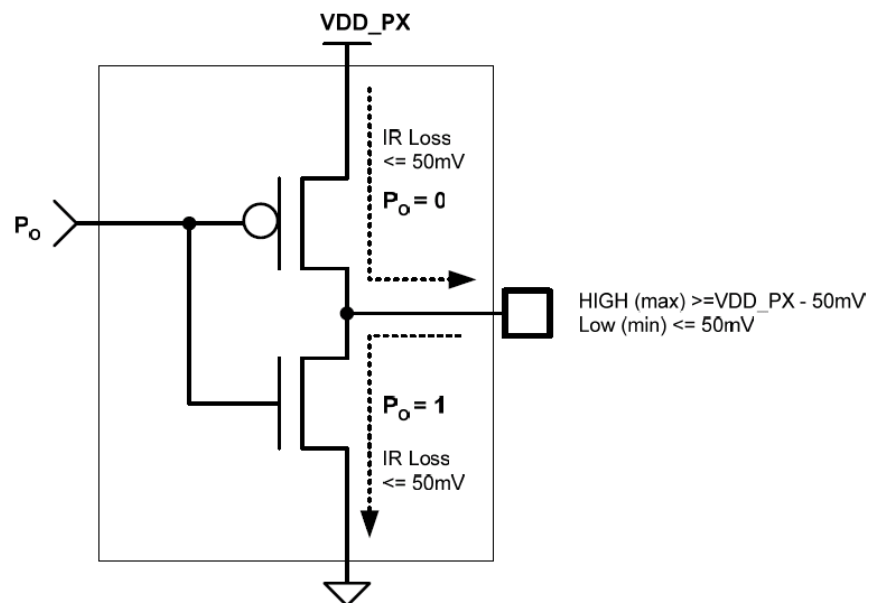 VDD_PX
IR Loss
<= 50mV
Po = 0
Po
HIGH (max) >=VDD_PX - 50mV
Low (min) <= 50mV
Po = 1
IR Loss
<= 50mV